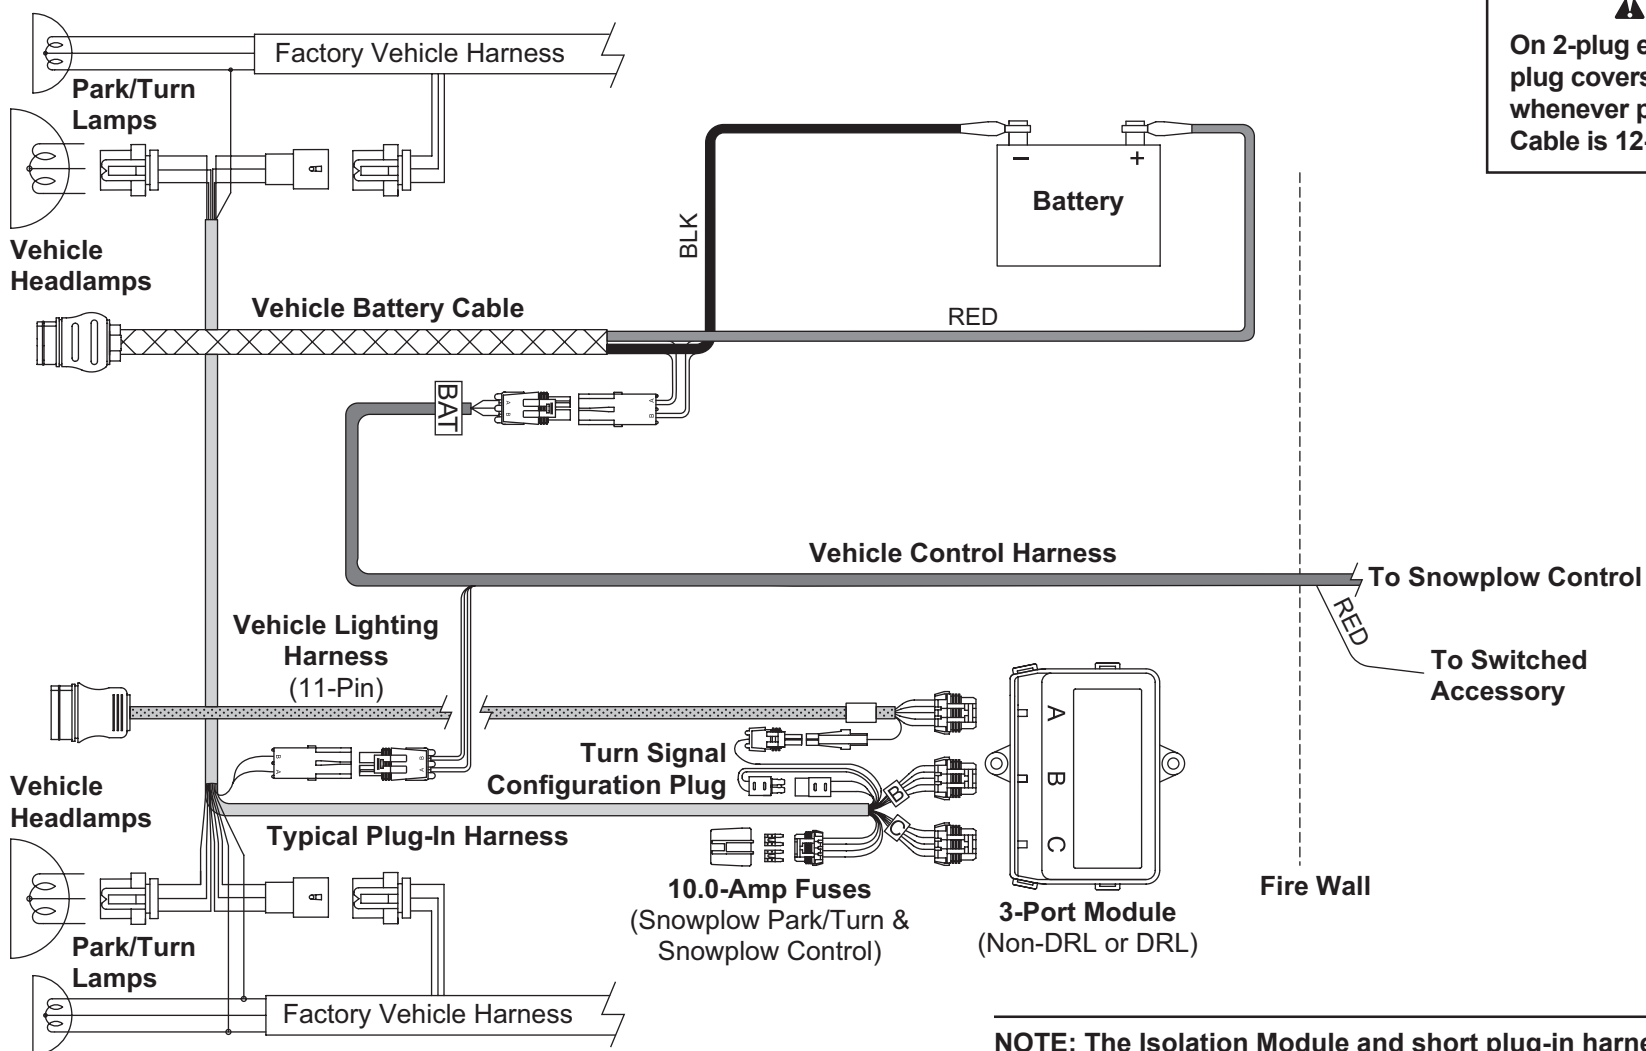 Factory Vehicle Harness
Park/Turn
Lamps
Vehicle
Headlamps
Vehicle Battery Cable
BLK
RED
Battery
–
+
On 2-plug
plug covers
whenever
Cable is
BAT
A
B
A
B
Vehicle Control Harness
To Snowplow Control
RED
To Switched
Accessory
Vehicle Lighting
Harness
(11-Pin)
Turn Signal
Configuration Plug
B
A
B
A
Typical Plug-In Harness
B
C
A
B
C
10.0-Amp Fuses
(Snowplow Park/Turn &
Snowplow Control)
3-Port Module
(Non-DRL or DRL)
Fire Wall
Vehicle
Headlamps
Park/Turn
Lamps
Factory Vehicle Harness
NOTE: The Isolation Module and short plug-in